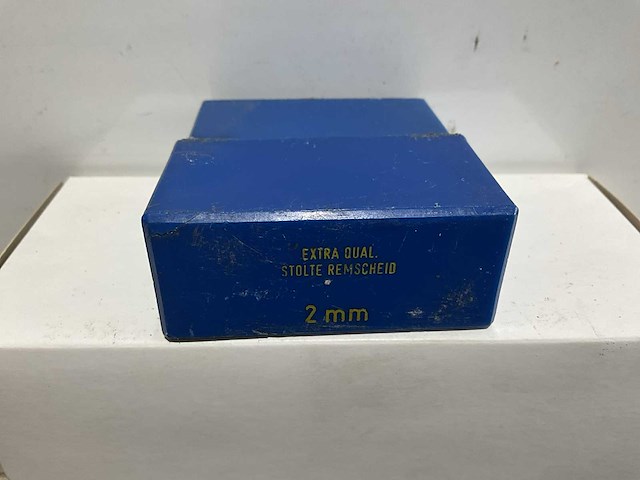 EXTRA QUAL.
STOLTE REMSCHEID
2 mm